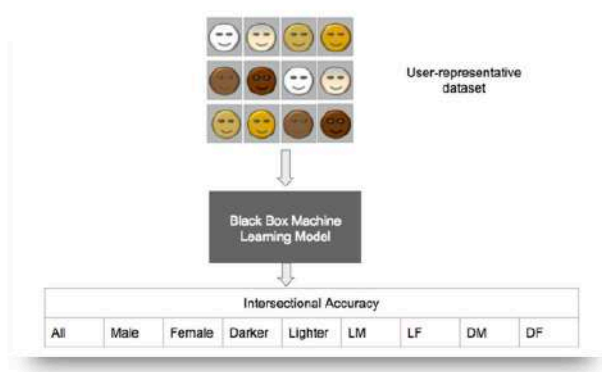 User-representative
dataset
Black Box Machine
Learning Model
Intersectional Accuracy
All Male Female Darker Lighter LM LF DM DF